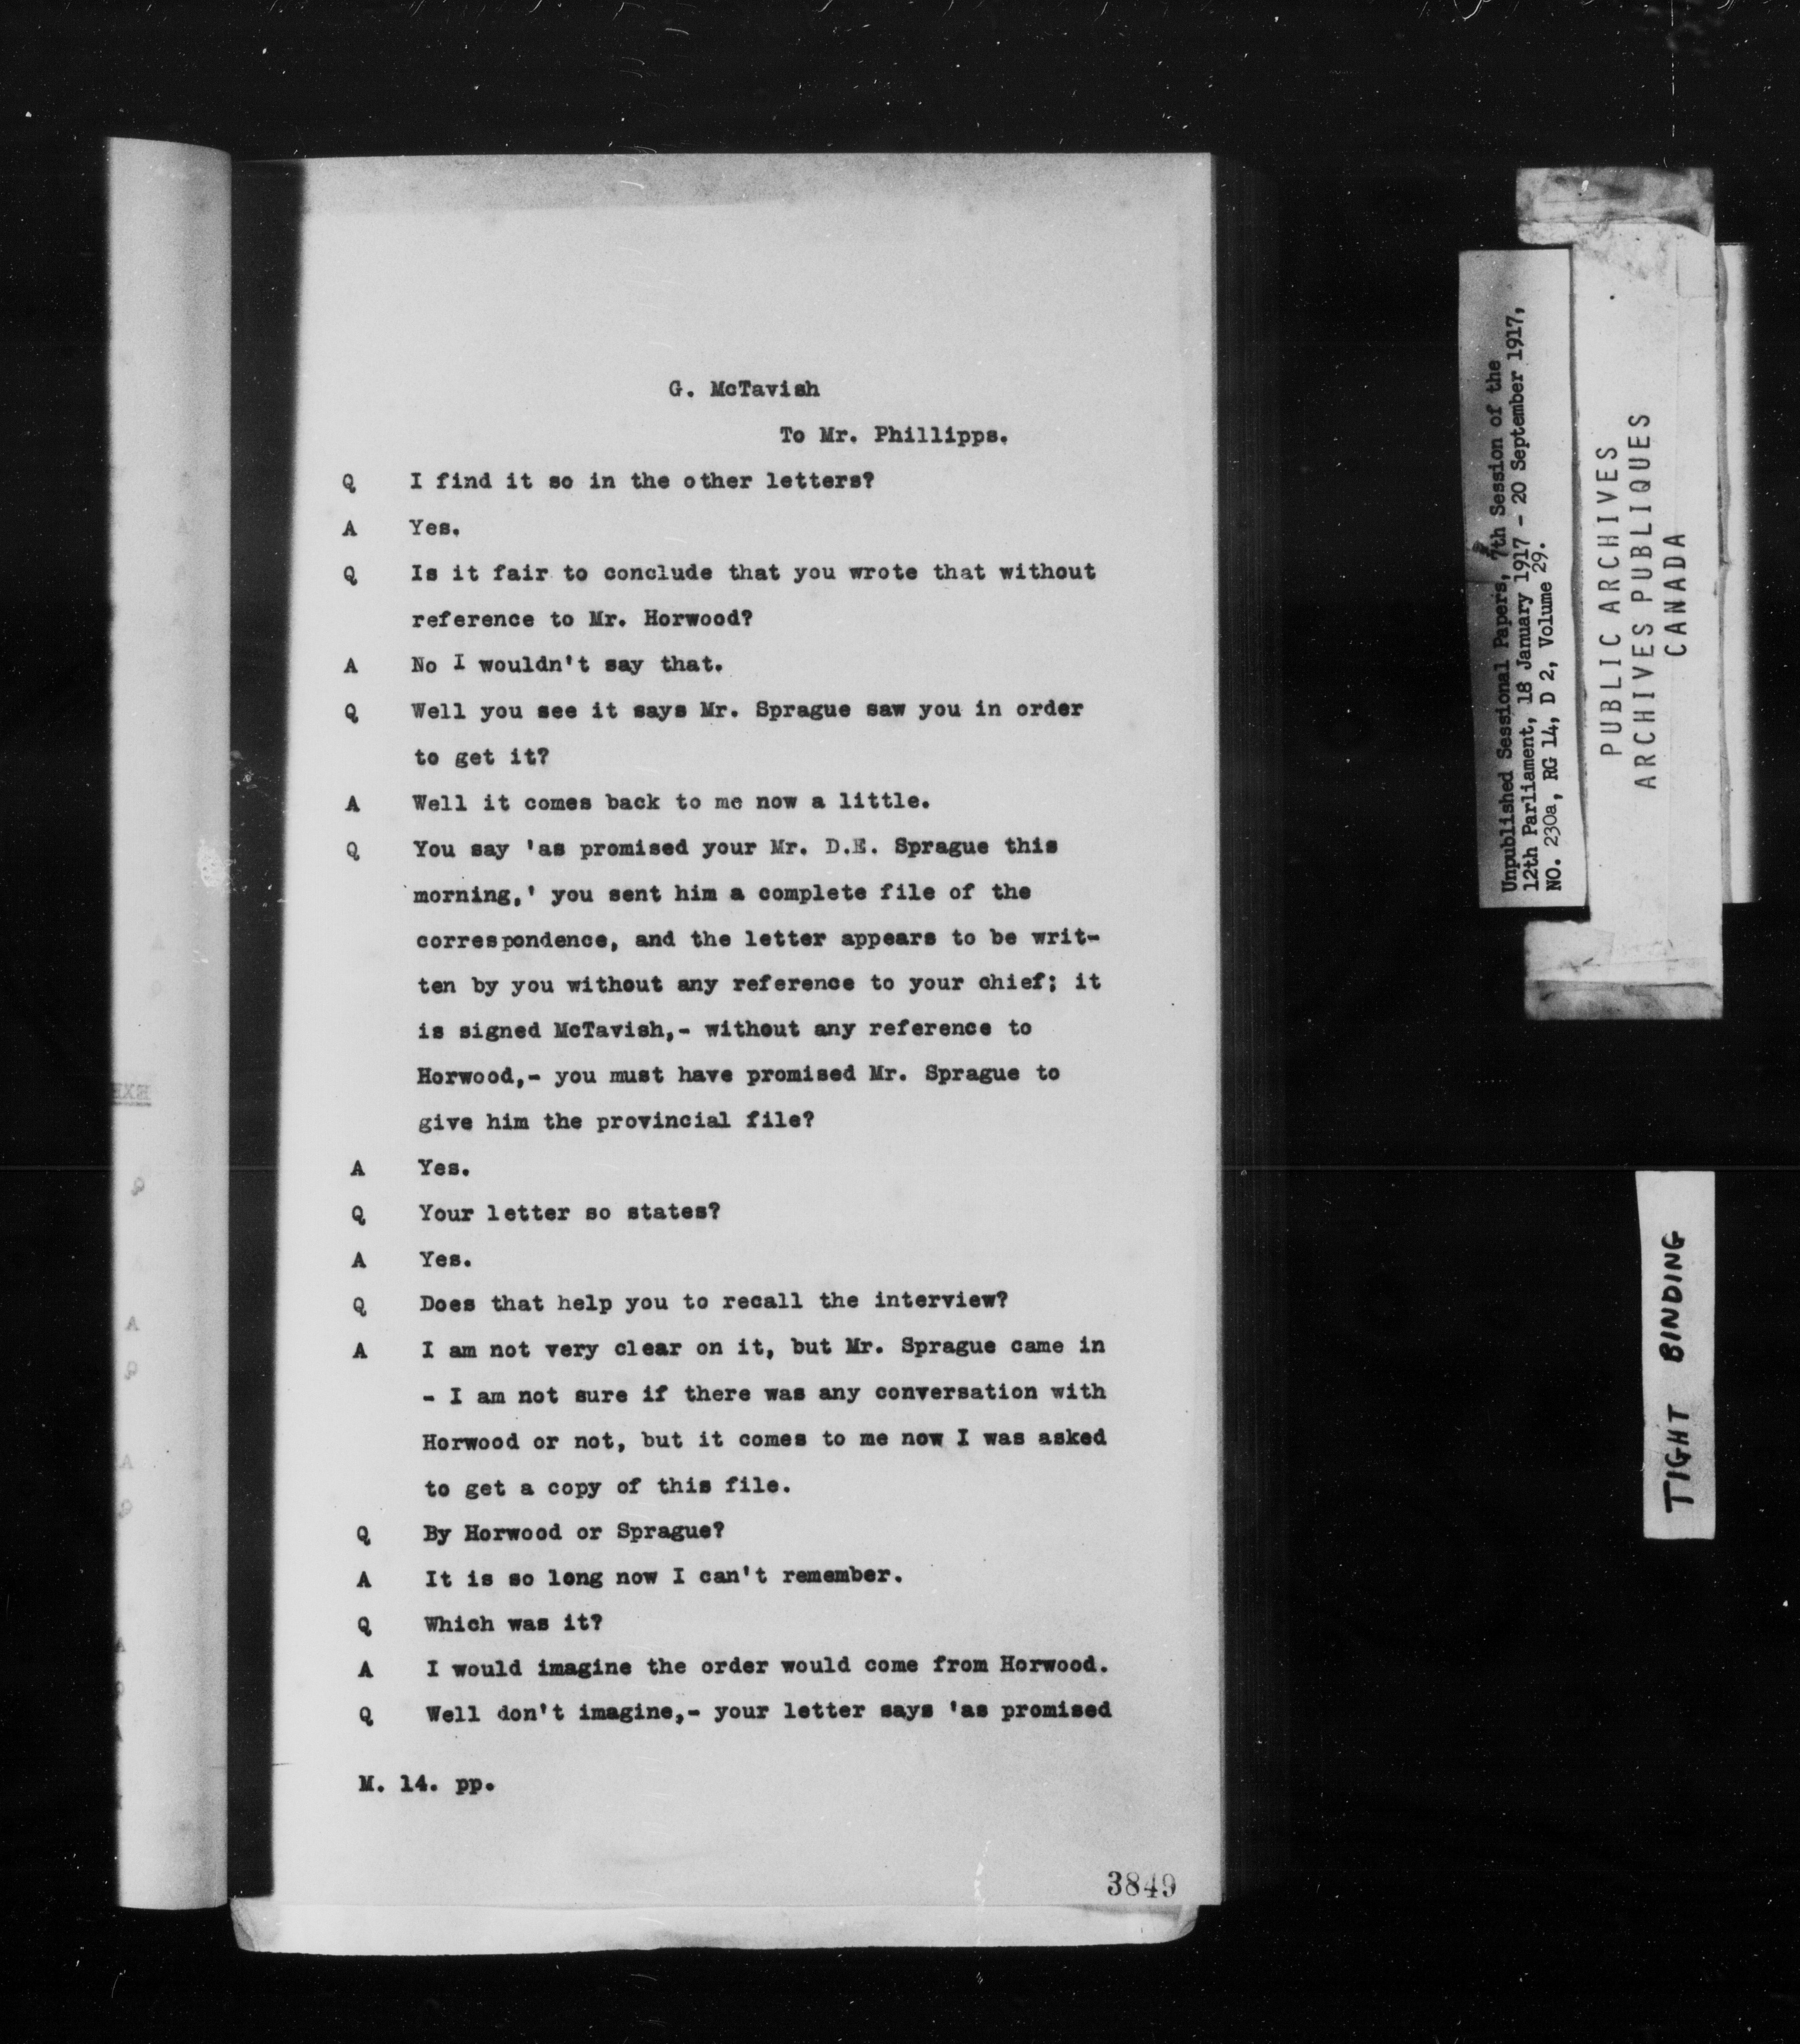 G. McTavish
To Mr. Phillipps.
Q I find it so in the other letters?
A Yes.
Q Is it fair to conclude that you wrote that without
reference to Mr. Horwood?
A No I wouldn't say that.
Q Well you see it says Mr. Sprague saw you in order
to get it?
A Well it comes back to me now a little.
Q You say 'as promised your Mr. D.E. Sprague this
morning,' you sent him a complete file of the
correspondence, and the letter appears to be writ-
ten by you without any reference to your chief; it
is signed McTavish,- without any reference to
Horwood,- you must have promised Mr. Sprague to
give him the provincial file?
A Yes.
Q Your letter so states?
A Yes.
Q Does that help you to recall the interview?
A I am not very clear on it, but Mr. Sprague came in
- I am not sure if there was any conversation with
Horwood or not, but it comes to me now I was asked
to get a copy of this file.
Q By Horwood or Sprague?
A It is so long now I can't remember.
Q Which was it?
A I would imagine the order would come from Horwood.
Q Well don't imagine,- your letter says 'as promised
M. 14. pp.
3849
Unpublished Sessional Papers, 7th Session of the
12th Parliament, 18 January 1917 - 20 September 1917,
NO. 230a, RG 14, D 2, Volume 29.
PUBLIC ARCHIVES
ARCHIVES PUBLIQUES
CANADA
TIGHT BINDING